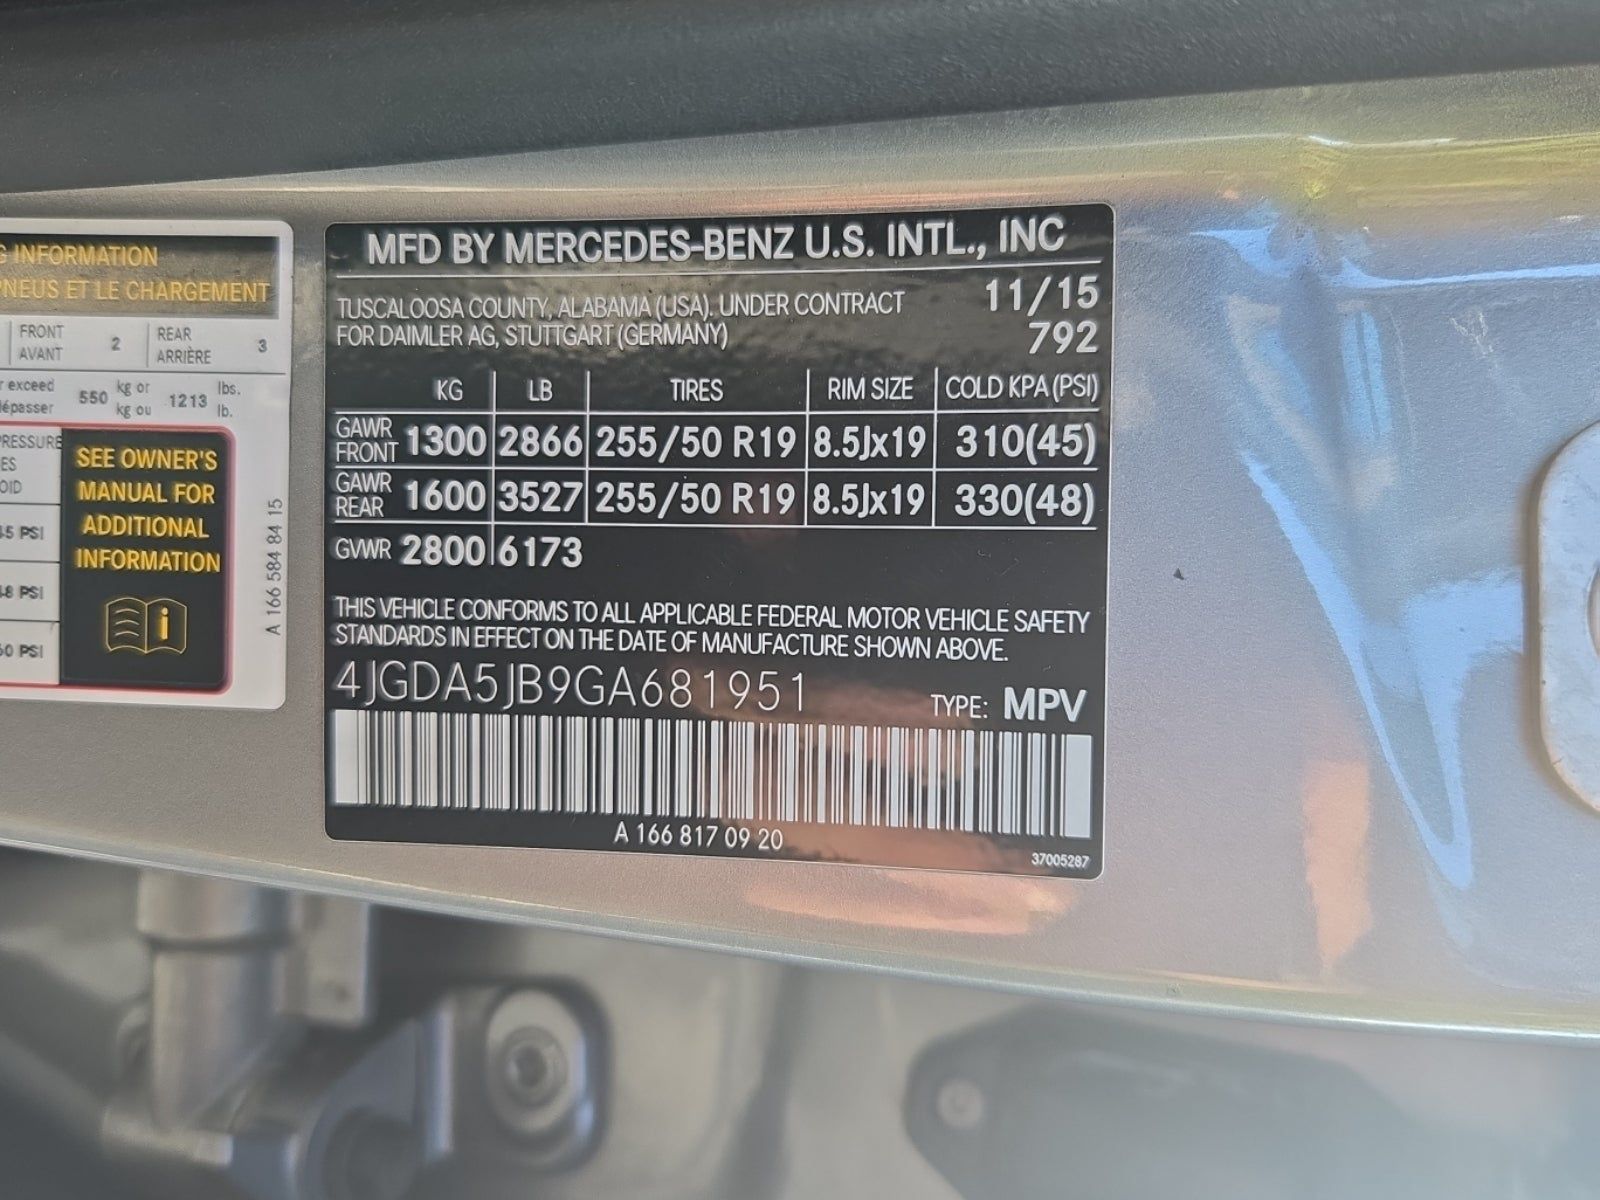 INFORMATION
PNEUS ET LE CHARGEMENT
FRONT
AVANT 2
REAR
ARRIÈRE 3
exceed
dépasser
550 kg or
kg ou
1213 lbs.
lb.
PRESSURE
SEE OWNER'S
MANUAL FOR
ADDITIONAL
INFORMATION
i
PSI
PSI
PSI
A 166 584 84 15
MFD BY MERCEDES-BENZ U.S. INTL., INC
TUSCALOOSA COUNTY, ALABAMA (USA). UNDER CONTRACT
FOR DAIMLER AG, STUTTGART (GERMANY)
11/15
792
KG LB TIRES RIM SIZE COLD KPA (PSI)
GAWR FRONT 1300 2866 255/50 R19 8.5Jx19 310(45)
GAWR REAR 1600 3527 255/50 R19 8.5Jx19 330(48)
GVWR 2800 6173
THIS VEHICLE CONFORMS TO ALL APPLICABLE FEDERAL MOTOR VEHICLE SAFETY
STANDARDS IN EFFECT ON THE DATE OF MANUFACTURE SHOWN ABOVE.
4JGDA5JB9GA681951 TYPE: MPV
A 166 817 09 20
37005287